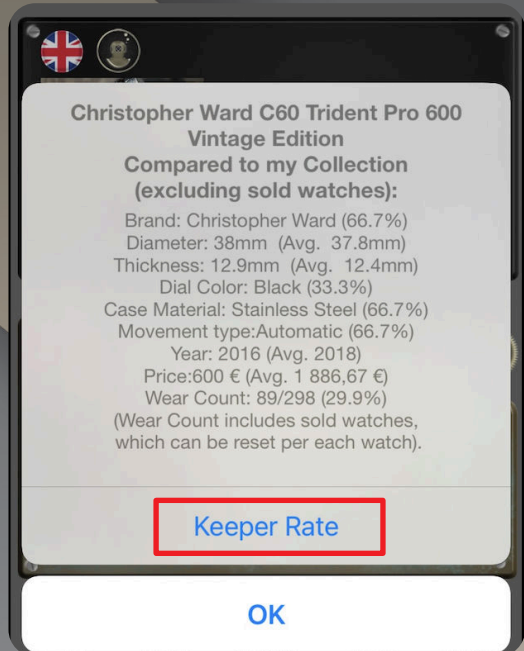 Christopher Ward C60 Trident Pro 600
Vintage Edition
Compared to my Collection
(excluding sold watches):
Brand: Christopher Ward (66.7%)
Diameter: 38mm  (Avg.  37.8mm)
Thickness: 12.9mm  (Avg.  12.4mm)
Dial Color: Black (33.3%)
Case Material: Stainless Steel (66.7%)
Movement type:Automatic (66.7%)
Year: 2016 (Avg. 2018)
Price:600 € (Avg. 1 886,67 €)
Wear Count: 89/298 (29.9%)
(Wear Count includes sold watches,
which can be reset per each watch).
Keeper Rate
OK